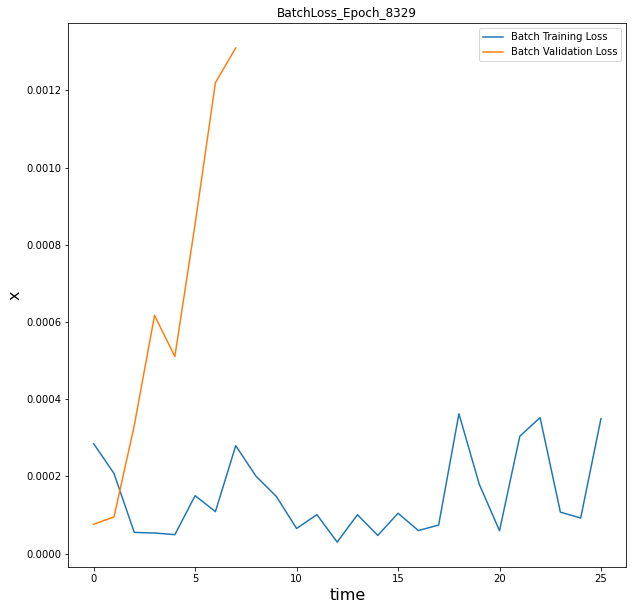 BatchLoss_Epoch_8329
Batch Training Loss
Batch Validation Loss
0.0012
0.0010
0.0008
0.0006
0.0004
0.0002
0.0000
x
0
5
10
15
20
25
time